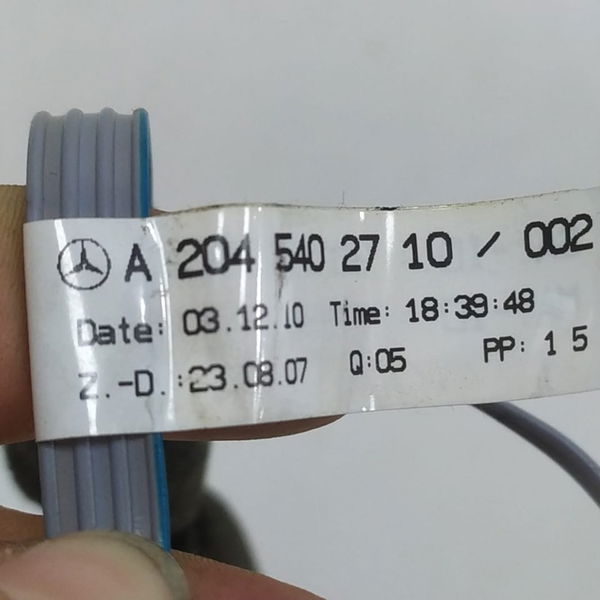 A 204 540 27 10 / 002
Date: 03.12.10 Time: 18:39:48
Z.-D.:23.08.07 Q:05 PP: 1 5